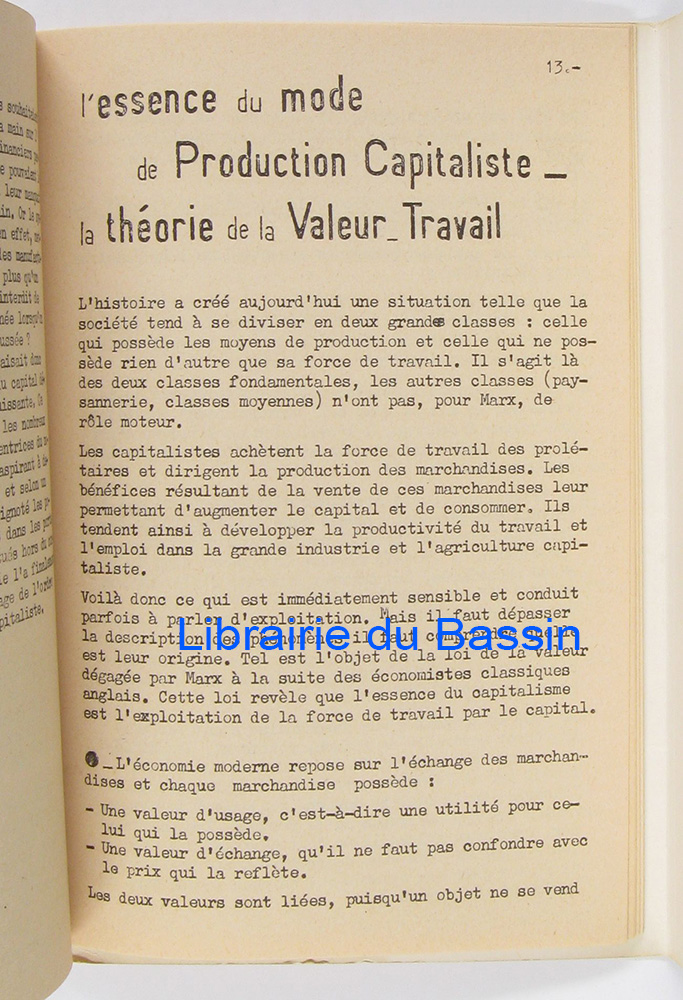 13.-
l'essence du mode
de Production Capitaliste_
la théorie de la Valeur_Travail
L'histoire a créé aujourd'hui une situation telle que la
société tend à se diviser en deux grandes classes : celle
qui possède les moyens de production et celle qui ne pos-
sède rien d'autre que sa force de travail. Il s'agit là
des deux classes fondamentales, les autres classes (pay-
sannerie, classes moyennes) n'ont pas, pour Marx, de
rôle moteur.
Les capitalistes achètent la force de travail des prolé-
taires et dirigent la production des marchandises. Les
bénéfices résultant de la vente de ces marchandises leur
permettant d'augmenter le capital et de consommer. Ils
tendent ainsi à développer la productivité du travail et
l'emploi dans la grande industrie et l'agriculture capi-
taliste.
Voilà donc ce qui est immédiatement sensible et conduit
parfois à parler d'exploitation. Mais il faut dépasser
la description des phénomènes il faut comprendre quelle
est leur origine. Tel est l'objet de la loi de la valeur
dégagée par Marx à la suite des économistes classiques
anglais. Cette loi revèle que l'essence du capitalisme
est l'exploitation de la force de travail par le capital.
Librairie du Bassin
_L'économie moderne repose sur l'échange des marchan-
dises et chaque marchandise possède :
- Une valeur d'usage, c'est-à-dire une utilité pour ce-
lui qui la possède.
- Une valeur d'échange, qu'il ne faut pas confondre avec
le prix qui la reflète.
Les deux valeurs sont liées, puisqu'un objet ne se vend